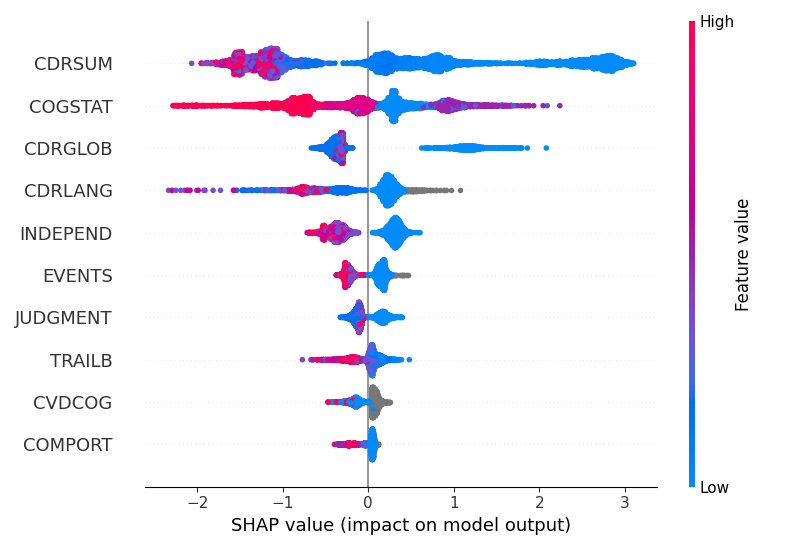 High
CDRSUM
COGSTAT
CDRGLOB
CDRLANG
INDEPEND
EVENTS
JUDGMENT
TRAILB
CVDCOG
COMPORT
Feature value
Low
−2 −1 0 1 2 3
SHAP value (impact on model output)